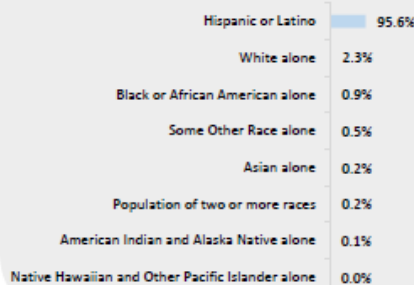 Hispanic or Latino 95.6%
White alone 2.3%
Black or African American alone 0.9%
Some Other Race alone 0.5%
Asian alone 0.2%
Population of two or more races 0.2%
American Indian and Alaska Native alone 0.1%
Native Hawaiian and Other Pacific Islander alone 0.0%